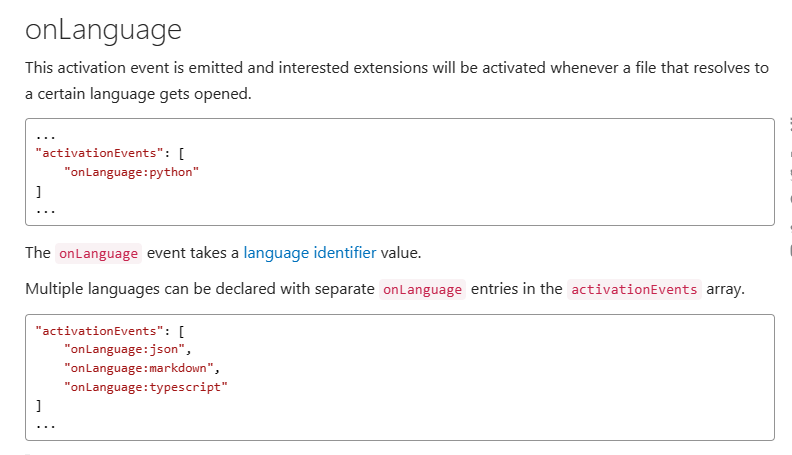 onLanguage
This activation event is emitted and interested extensions will be activated whenever a file that resolves to
a certain language gets opened.
...
"activationEvents": [
    "onLanguage:python"
]
...
The onLanguage event takes a language identifier value.
Multiple languages can be declared with separate onLanguage entries in the activationEvents array.
"activationEvents": [
    "onLanguage:json",
    "onLanguage:markdown",
    "onLanguage:typescript"
]
...